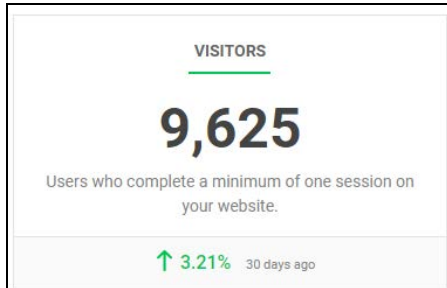 VISITORS
9,625
Users who complete a minimum of one session on
your website.
↑ 3.21% 30 days ago